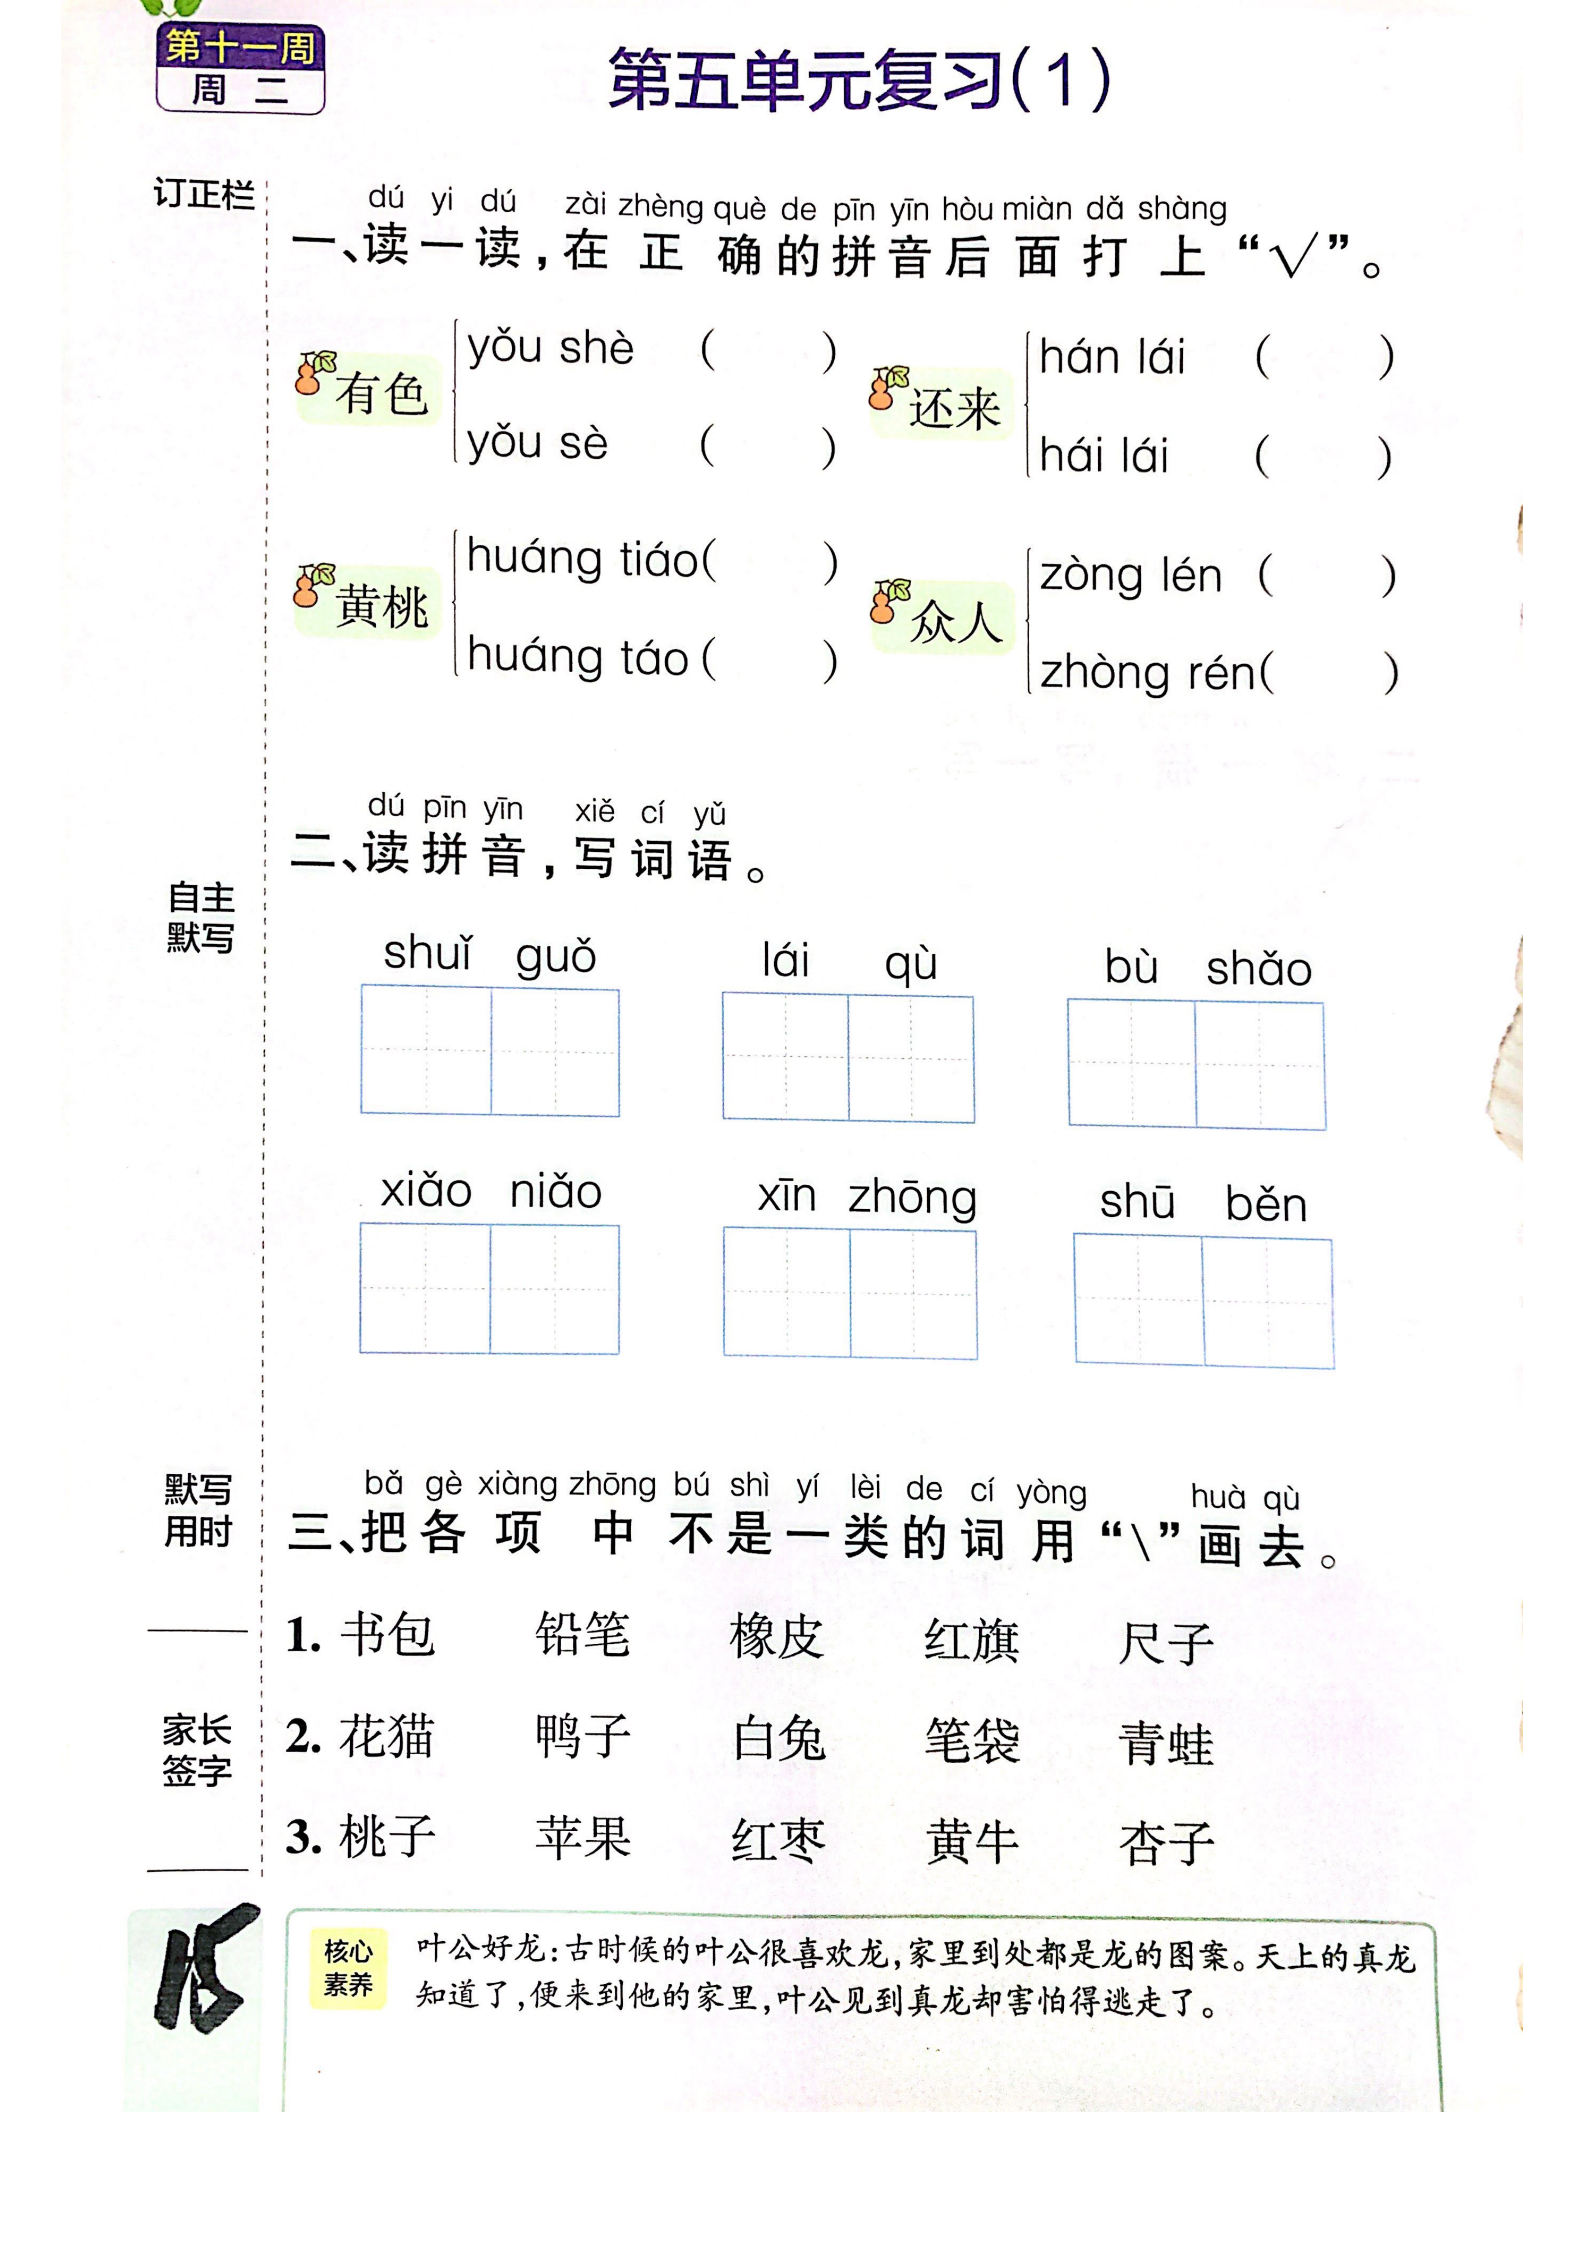 第十一周
周 二
第五单元复习(1)
订正栏
dú yi dú zài zhèng què de pīn yīn hòu miàn dǎ shàng
一、读一读,在正确的拼音后面打上“√”。
有色 yǒu shè ( )
yǒu sè ( )
还来 hán lái ( )
hái lái ( )
黄桃 huáng tiáo( )
huáng táo( )
众人 zòng lén ( )
zhòng rén( )
dú pīn yīn xiě cí yǔ
二、读拼音,写词语。
自主
默写
shuǐ guǒ lái qù bù shǎo
xiǎo niǎo xīn zhōng shū běn
默写
用时
bǎ gè xiàng zhōng bú shì yí lèi de cí yòng huà qù
三、把各项中不是一类的词用“\”画去。
1. 书包 铅笔 橡皮 红旗 尺子
2. 花猫 鸭子 白兔 笔袋 青蛙
3. 桃子 苹果 红枣 黄牛 杏子
家长
签字
核心
素养
叶公好龙:古时候的叶公很喜欢龙,家里到处都是龙的图案。天上的真龙
知道了,便来到他的家里,叶公见到真龙却害怕得逃走了。